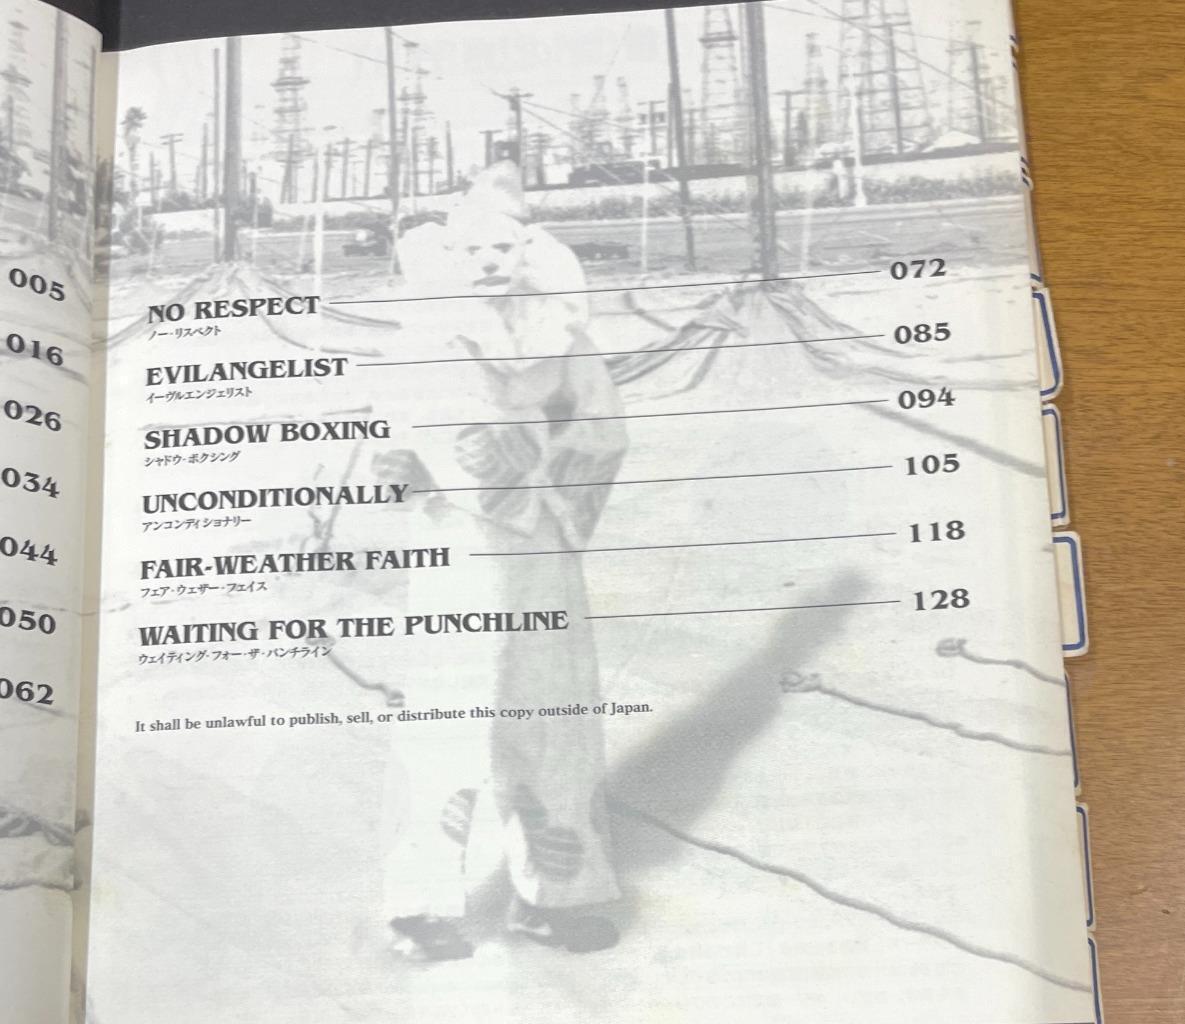 005
016
026
034
044
050
062
NO RESPECT 072
ノー・リスペクト
EVILANGELIST 085
イーヴルエンジェリスト
SHADOW BOXING 094
シャドウ・ボクシング
UNCONDITIONALLY 105
アンコンディショナリー
FAIR-WEATHER FAITH 118
フェア・ウェザー・フェイス
WAITING FOR THE PUNCHLINE 128
ウェイティング・フォー・ザ・パンチライン
It shall be unlawful to publish, sell, or distribute this copy outside of Japan.